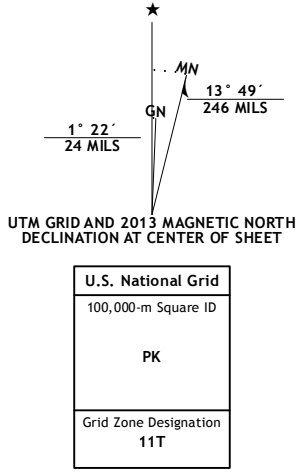 ★
MN
GN
13° 49´
246 MILS
1° 22´
24 MILS
UTM GRID AND 2013 MAGNETIC NORTH
DECLINATION AT CENTER OF SHEET
U.S. National Grid
100,000-m Square ID
PK
Grid Zone Designation
11T